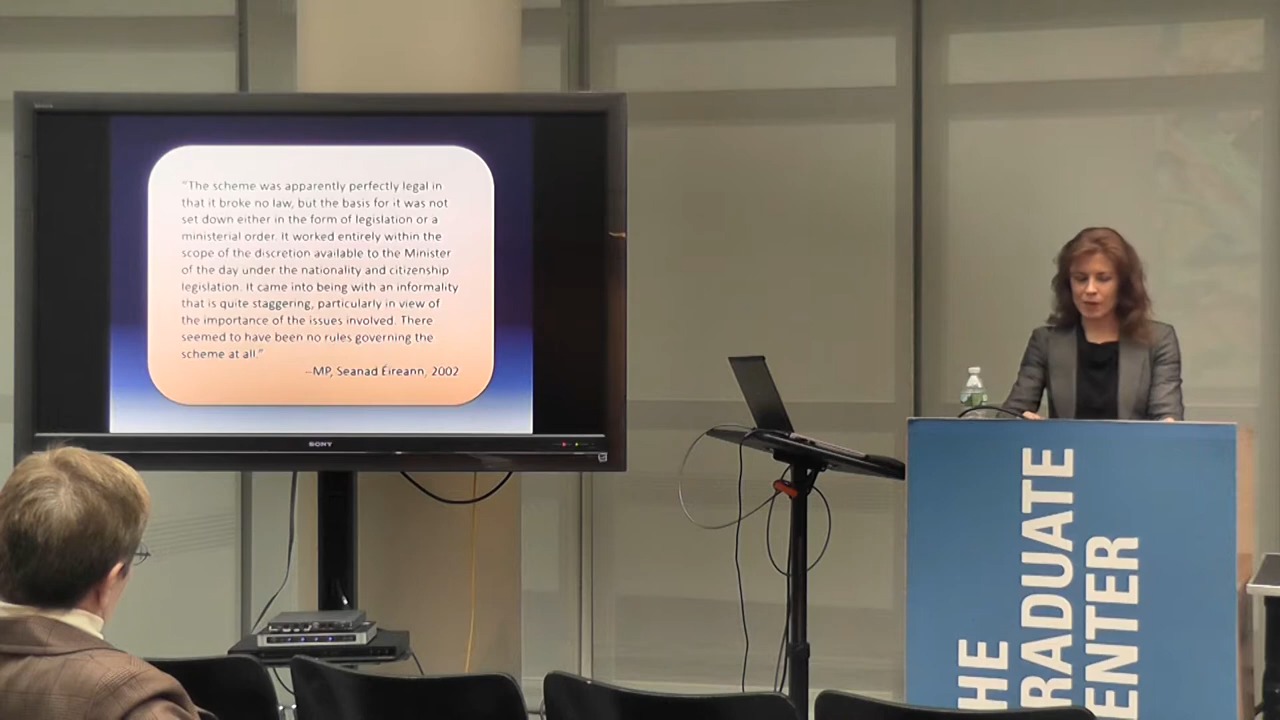 "The scheme was apparently perfectly legal in
that it broke no law, but the basis for it was not
set down either in the form of legislation or a
ministerial order. It worked entirely within the
scope of the discretion available to the Minister
of the day under the nationality and citizenship
legislation. It came into being with an informality
that is quite staggering, particularly in view of
the importance of the issues involved. There
seemed to have been no rules governing the
scheme at all."
–MP, Seanad Éireann, 2002
SONY
THE
GRADUATE
CENTER